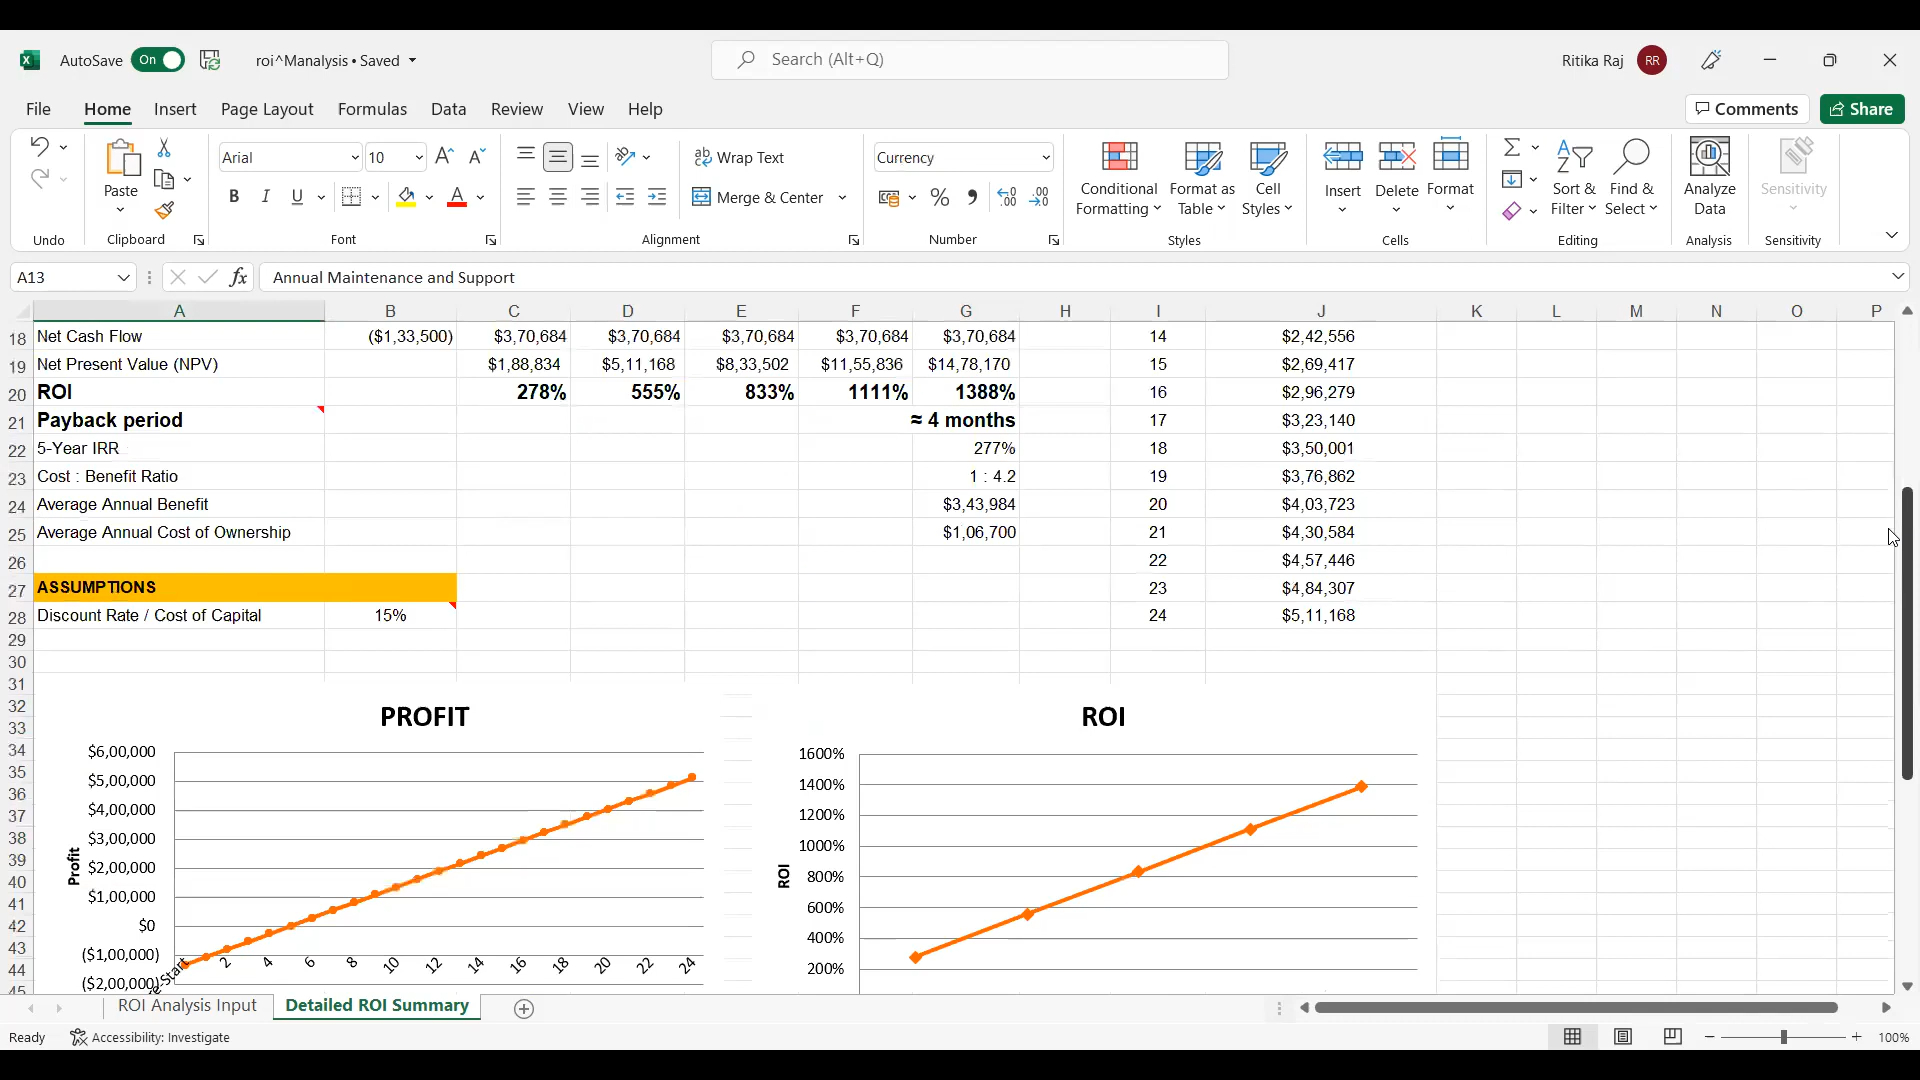 AutoSave On roi^Manalysis • Saved Search (Alt+Q) Ritika Raj RR
File Home Insert Page Layout Formulas Data Review View Help Comments Share
Arial 10 Wrap Text Currency
Paste B I U Merge & Center % Conditional Formatting Format as Table Cell Styles Insert Delete Format Sort & Filter Find & Select Analyze Data Sensitivity
Undo Clipboard Font Alignment Number Styles Cells Editing Analysis Sensitivity
A13 fx Annual Maintenance and Support
A B C D E F G H I J K L M N O P
18 Net Cash Flow ($1,33,500) $3,70,684 $3,70,684 $3,70,684 $3,70,684 $3,70,684 14 $2,42,556
19 Net Present Value (NPV) $1,88,834 $5,11,168 $8,33,502 $11,55,836 $14,78,170 15 $2,69,417
20 ROI 278% 555% 833% 1111% 1388% 16 $2,96,279
21 Payback period ≈ 4 months 17 $3,23,140
22 5-Year IRR 277% 18 $3,50,001
23 Cost : Benefit Ratio 1 : 4.2 19 $3,76,862
24 Average Annual Benefit $3,43,984 20 $4,03,723
25 Average Annual Cost of Ownership $1,06,700 21 $4,30,584
26 22 $4,57,446
27 ASSUMPTIONS 23 $4,84,307
28 Discount Rate / Cost of Capital 15% 24 $5,11,168
29
30
31
32
33
34
35
36
37
38
39
40
41
42
43
44
45
PROFIT
$6,00,000
$5,00,000
$4,00,000
$3,00,000
$2,00,000
$1,00,000
$0
($1,00,000)
($2,00,000)
Profit
2 4 6 8 10 12 14 16 18 20 22 24
ROI
1600%
1400%
1200%
1000%
800%
600%
400%
200%
ROI
ROI Analysis Input Detailed ROI Summary
Ready Accessibility: Investigate 100%